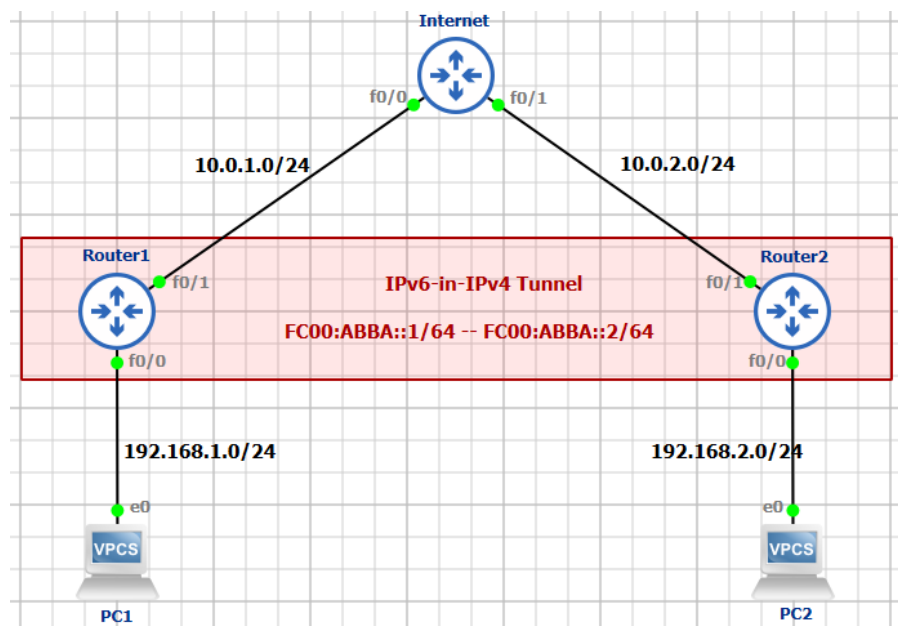 Internet
f0/0
f0/1
10.0.1.0/24
10.0.2.0/24
Router1
Router2
f0/1
IPv6-in-IPv4 Tunnel
f0/1
FC00:ABBA::1/64 -- FC00:ABBA::2/64
f0/0
f0/0
192.168.1.0/24
192.168.2.0/24
e0
e0
VPCS
VPCS
PC1
PC2